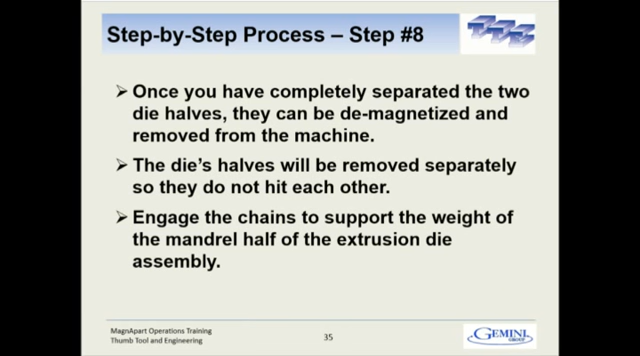 Step-by-Step Process – Step #8
➢ Once you have completely separated the two
die halves, they can be de-magnetized and
removed from the machine.
➢ The die's halves will be removed separately
so they do not hit each other.
➢ Engage the chains to support the weight of
the mandrel half of the extrusion die
assembly.
MagnApart Operations Training
Thumb Tool and Engineering
35
GEMINI
GROUP